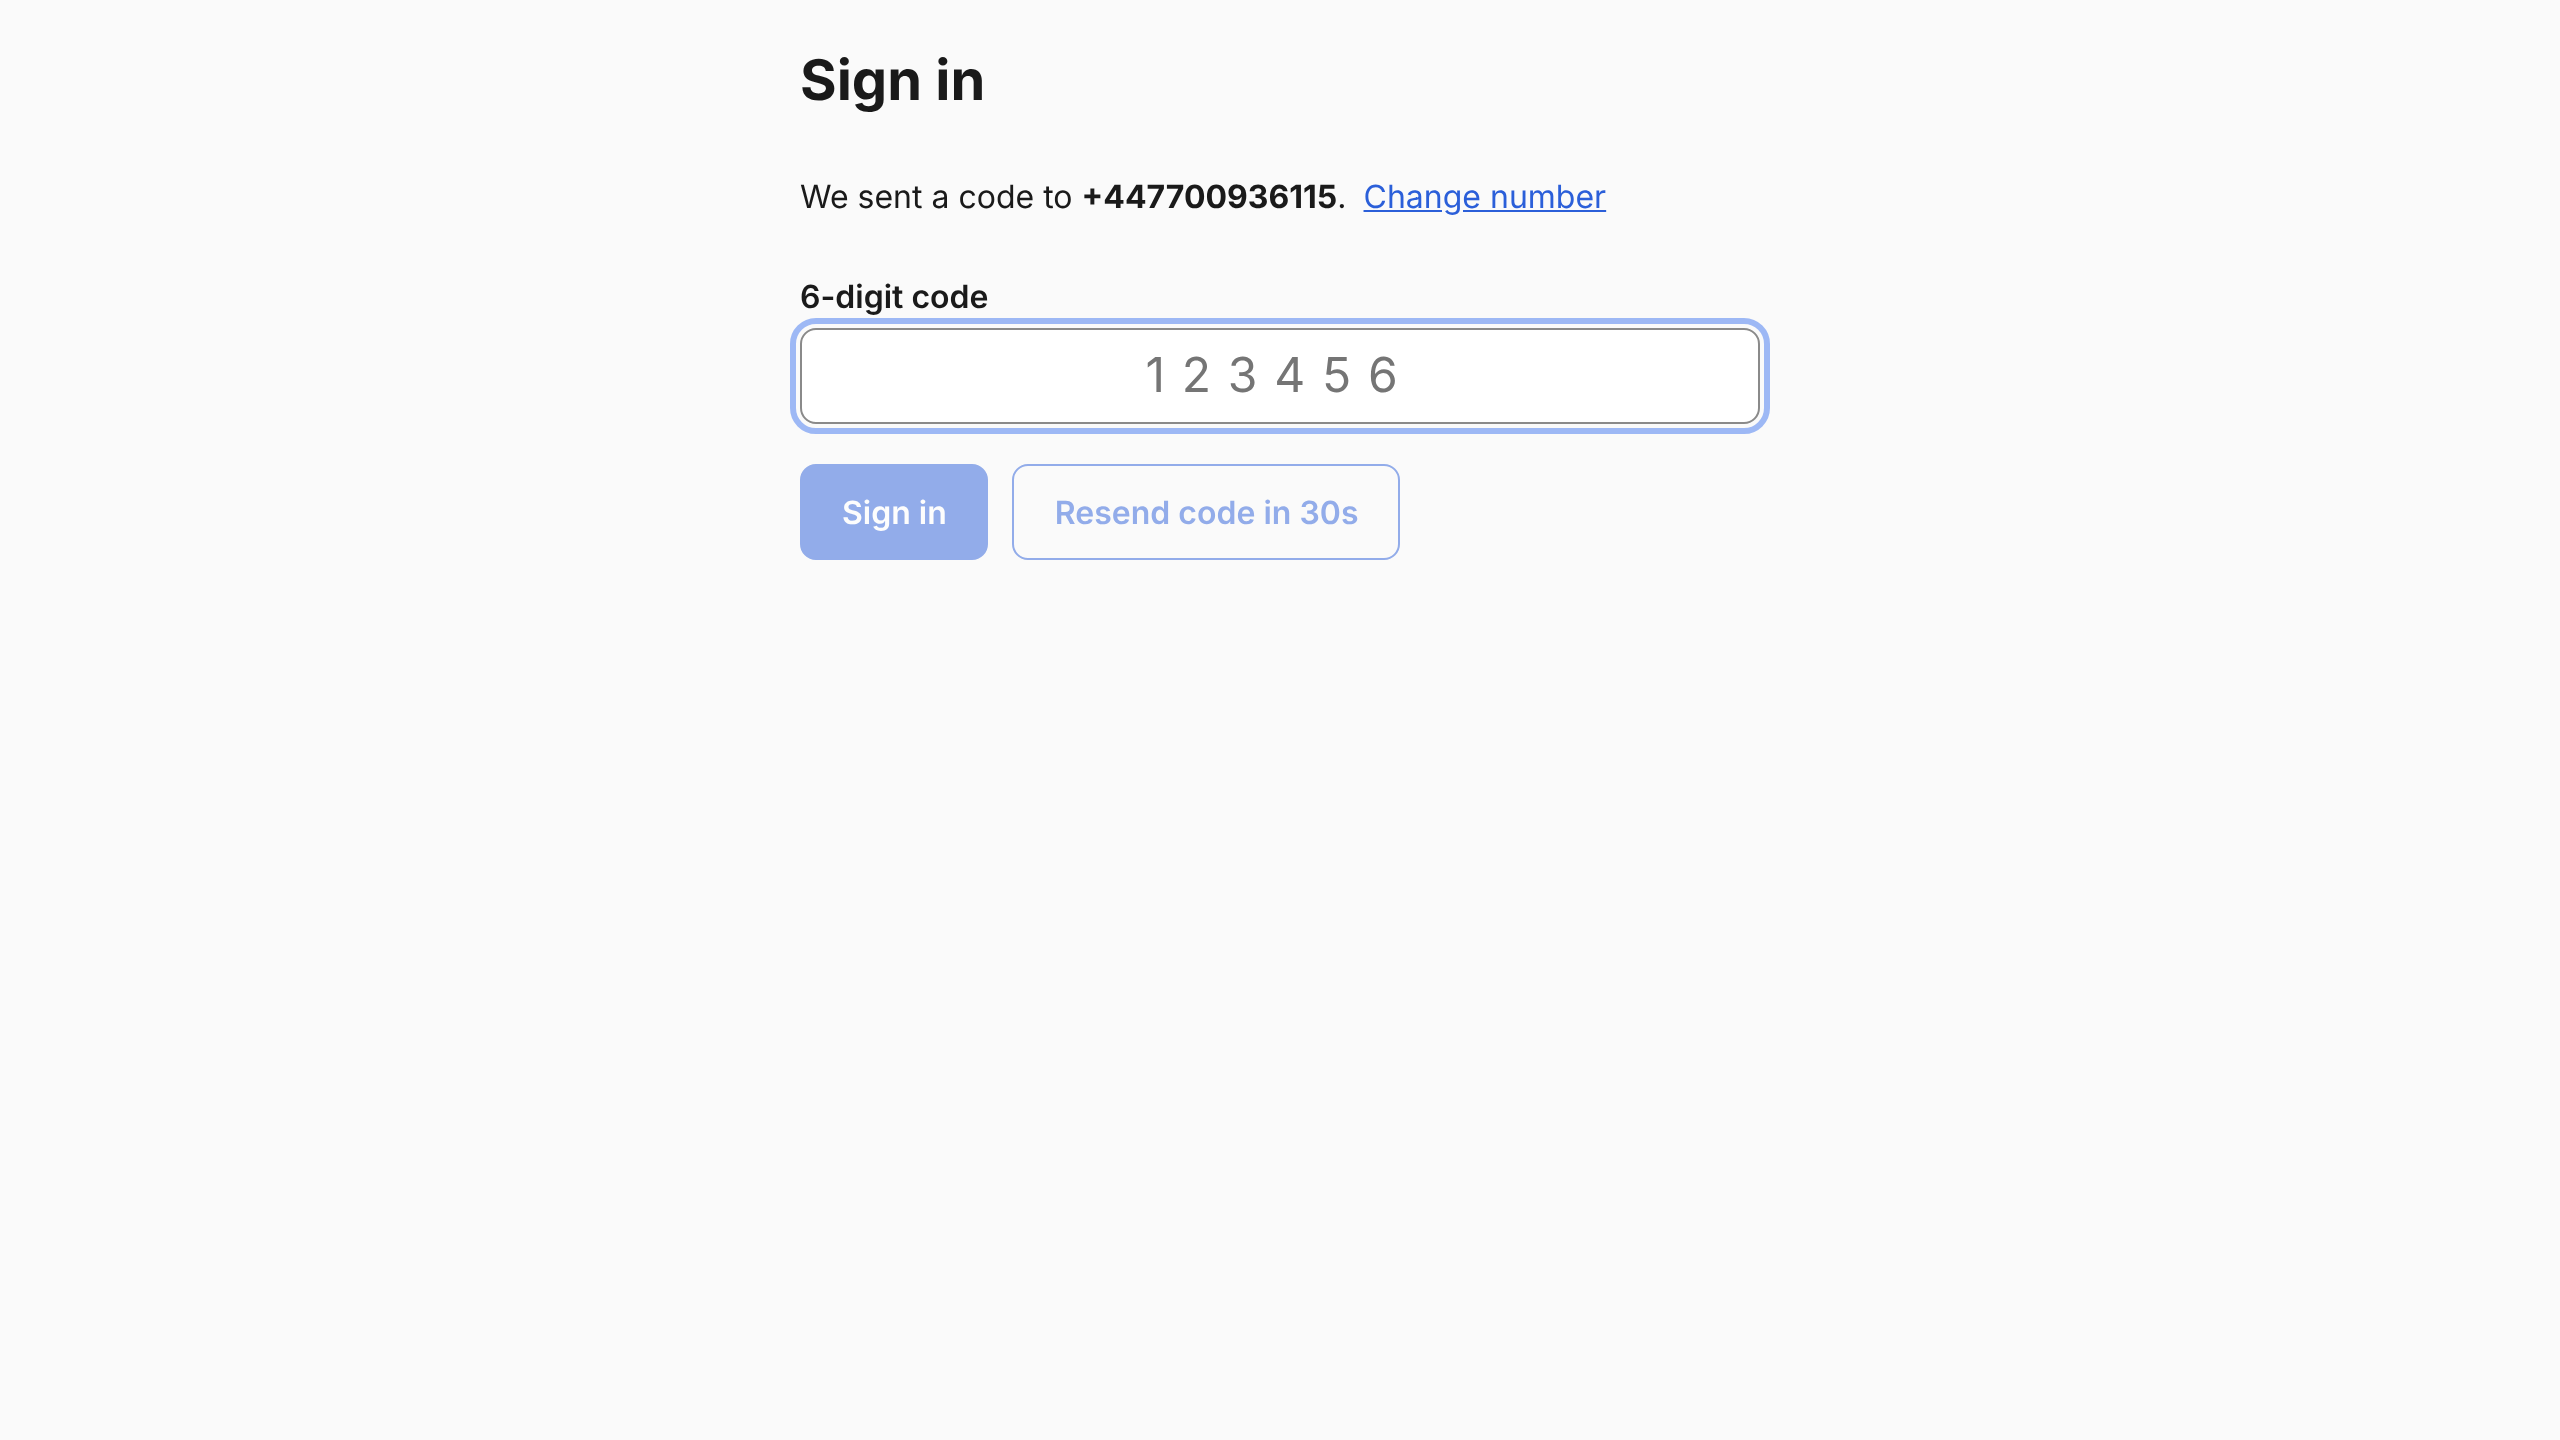 Sign in
We sent a code to +447700936115. Change number
6-digit code
1 2 3 4 5 6
Sign in
Resend code in 30s